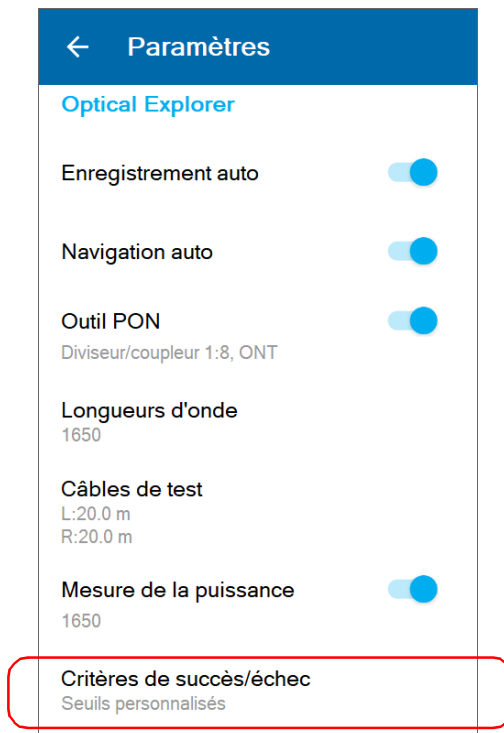 Paramètres
Optical Explorer
Enregistrement auto
Navigation auto
Outil PON
Diviseur/coupleur 1:8, ONT
Longueurs d'onde
1650
Câbles de test
L:20.0 m
R:20.0 m
Mesure de la puissance
1650
Critères de succès/échec
Seuils personnalisés